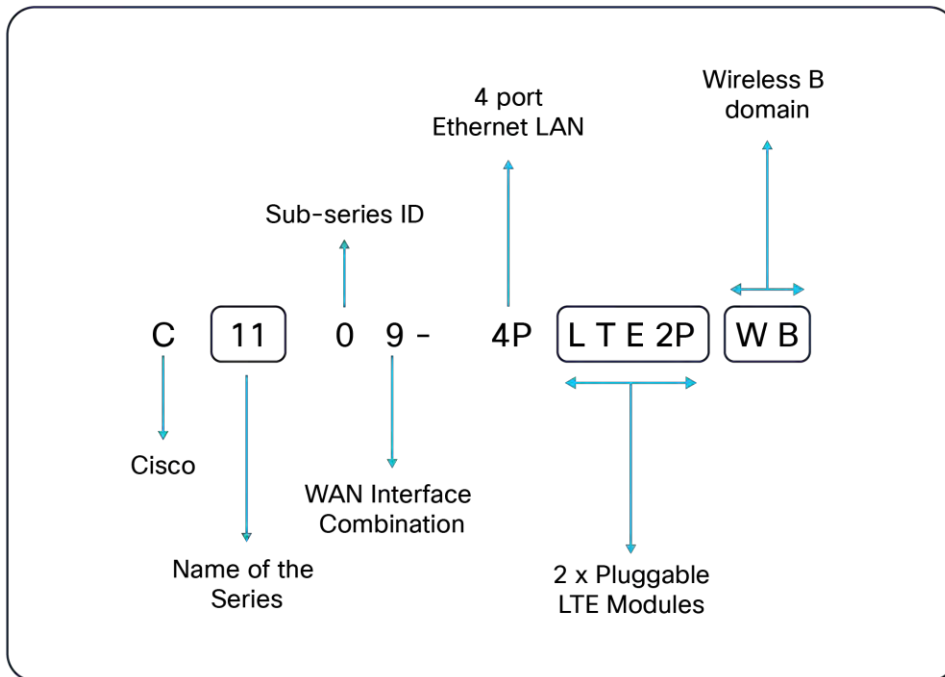 Wireless B
domain
4 port
Ethernet LAN
Sub-series ID
C 11 0 9 - 4P L T E 2P W B
Cisco
WAN Interface
Combination
Name of the
Series
2 x Pluggable
LTE Modules